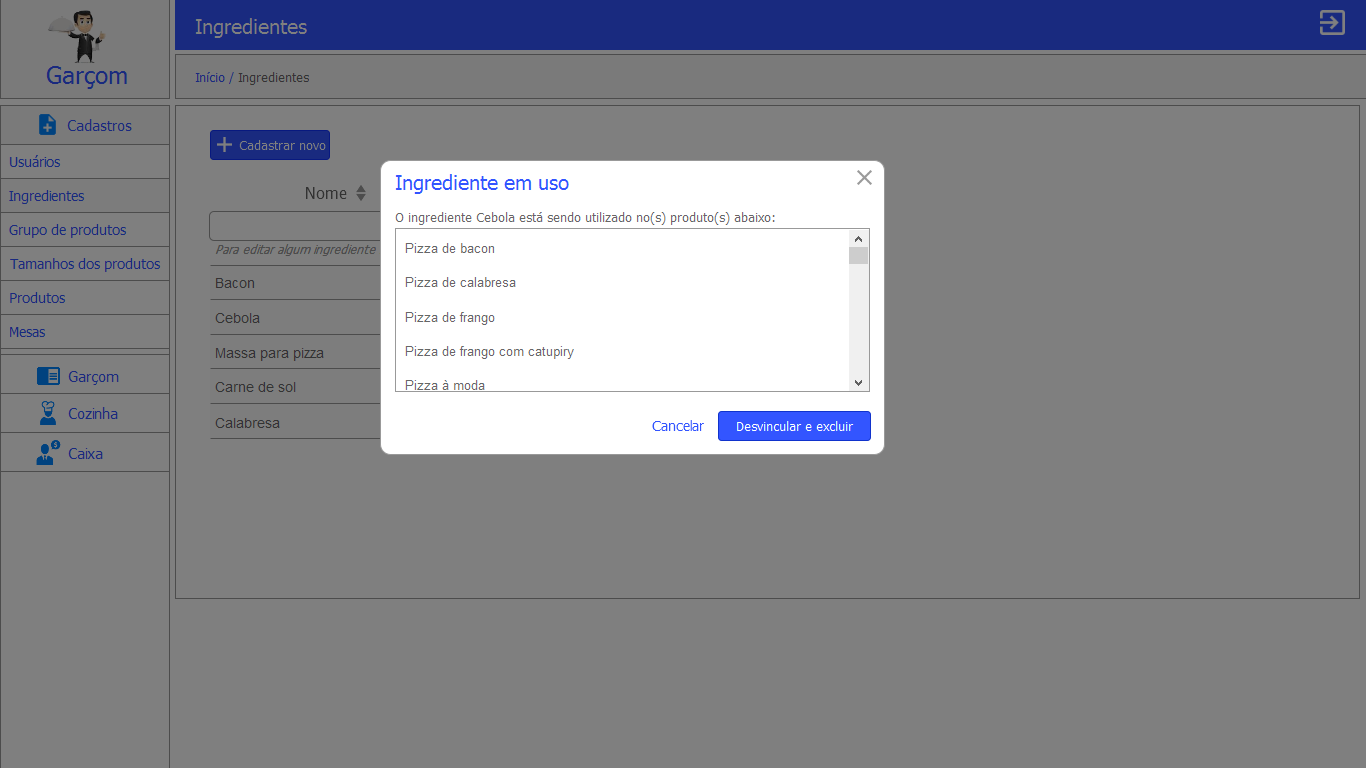 Garçom
Ingredientes
Início / Ingredientes
Cadastros
Usuários
Ingredientes
Grupo de produtos
Tamanhos dos produtos
Produtos
Mesas
Garçom
Cozinha
Caixa
Cadastrar novo
Nome
Para editar algum ingrediente
Bacon
Cebola
Massa para pizza
Carne de sol
Calabresa
Ingrediente em uso
O ingrediente Cebola está sendo utilizado no(s) produto(s) abaixo:
Pizza de bacon
Pizza de calabresa
Pizza de frango
Pizza de frango com catupiry
Pizza à moda
Cancelar
Desvincular e excluir